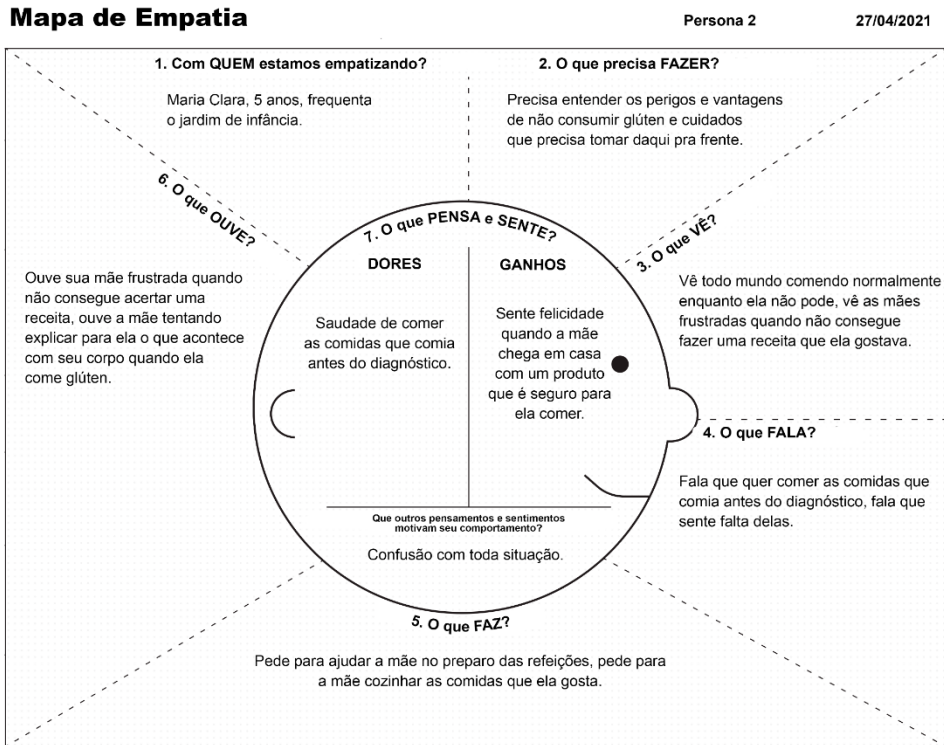 Mapa de Empatia
Persona 2
27/04/2021
1. Com QUEM estamos empatizando?
Maria Clara, 5 anos, frequenta
o jardim de infância.
2. O que precisa FAZER?
Precisa entender os perigos e vantagens
de não consumir glúten e cuidados
que precisa tomar daqui pra frente.
3. O que VÊ?
Vê todo mundo comendo normalmente
enquanto ela não pode, vê as mães
frustradas quando não consegue
fazer uma receita que ela gostava.
4. O que FALA?
Fala que quer comer as comidas que
comia antes do diagnóstico, fala que
sente falta delas.
5. O que FAZ?
Pede para ajudar a mãe no preparo das refeições, pede para
a mãe cozinhar as comidas que ela gosta.
6. O que OUVE?
Ouve sua mãe frustrada quando
não consegue acertar uma
receita, ouve a mãe tentando
explicar para ela o que acontece
com seu corpo quando ela
come glúten.
7. O que PENSA e SENTE?
DORES
Saudade de comer
as comidas que comia
antes do diagnóstico.
GANHOS
Sente felicidade
quando a mãe
chega em casa
com um produto
que é seguro para
ela comer.
Que outros pensamentos e sentimentos
motivam seu comportamento?
Confusão com toda situação.